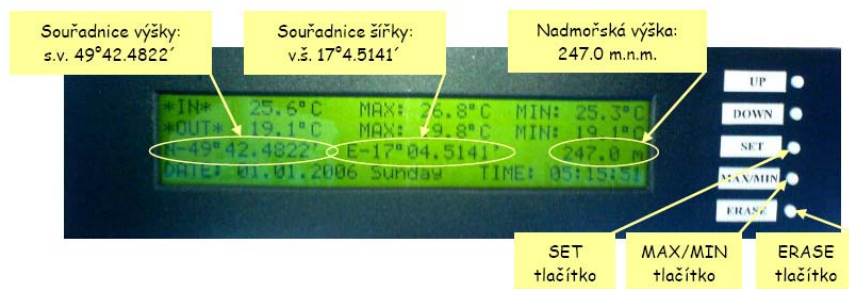 Souřadnice výšky:
s.v. 49°42.4822´
Souřadnice šířky:
v.š. 17°4.5141´
Nadmořská výška:
247.0 m.n.m.
*IN* 25.6°C MAX: 26.8°C MIN: 25.3°C
*OUT* 19.1°C MAX: 9.8°C MIN: 19.1°C
N-49°42.4822' E-17°04.5141' 247.0 m
DATE: 01.01.2006 Sunday TIME: 05:15:51
UP
DOWN
SET
MAX/MIN
ERASE
SET
tlačítko
MAX/MIN
tlačítko
ERASE
tlačítko